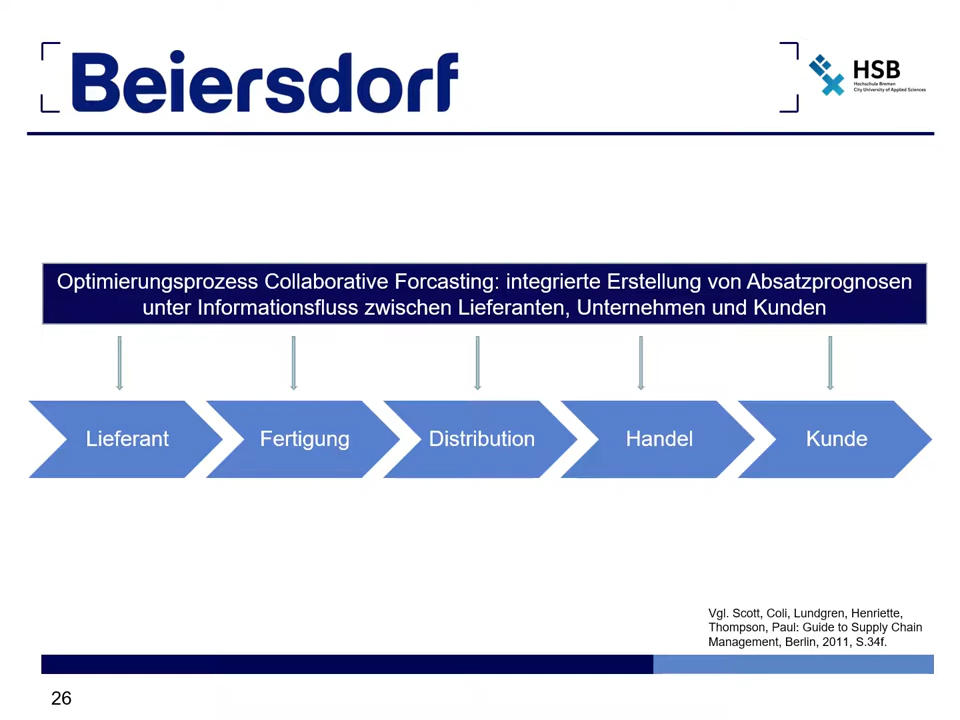 Beiersdorf
HSB
Hochschule Bremen
City University of Applied Sciences
Optimierungsprozess Collaborative Forcasting: integrierte Erstellung von Absatzprognosen
unter Informationsfluss zwischen Lieferanten, Unternehmen und Kunden
Lieferant
Fertigung
Distribution
Handel
Kunde
Vgl. Scott, Coli, Lundgren, Henriette,
Thompson, Paul: Guide to Supply Chain
Management, Berlin, 2011, S.34f.
26